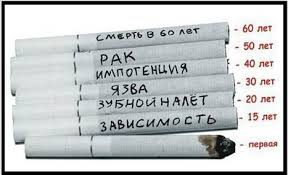 СМЕРТЬ В 60 ЛЕТ - 60 лет
- 50 лет
РАК
- 40 лет
ИМПОТЕНЦИЯ
- 30 лет
ЯЗВА
- 20 лет
ЗУБНОЙ НАЛЁТ
- 15 лет
ЗАВИСИМОСТЬ
- первая